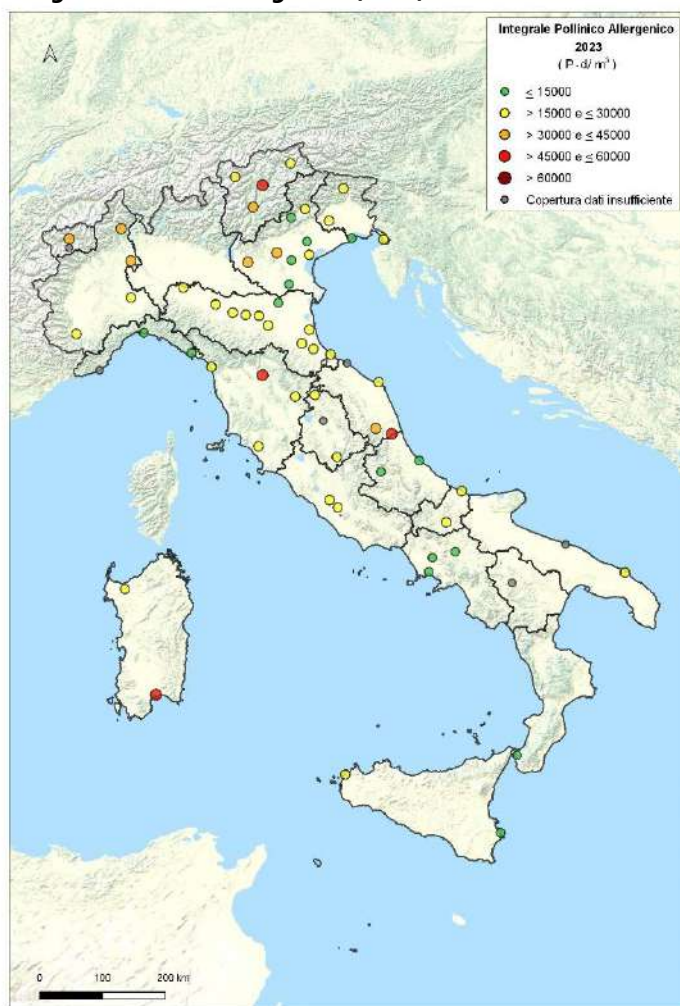 Integrale Pollinico Allergenico
2023
( P·d/ m³ )
≤ 15000
> 15000 e ≤ 30000
> 30000 e ≤ 45000
> 45000 e ≤ 60000
> 60000
Copertura dati insufficiente
0 100 200 km